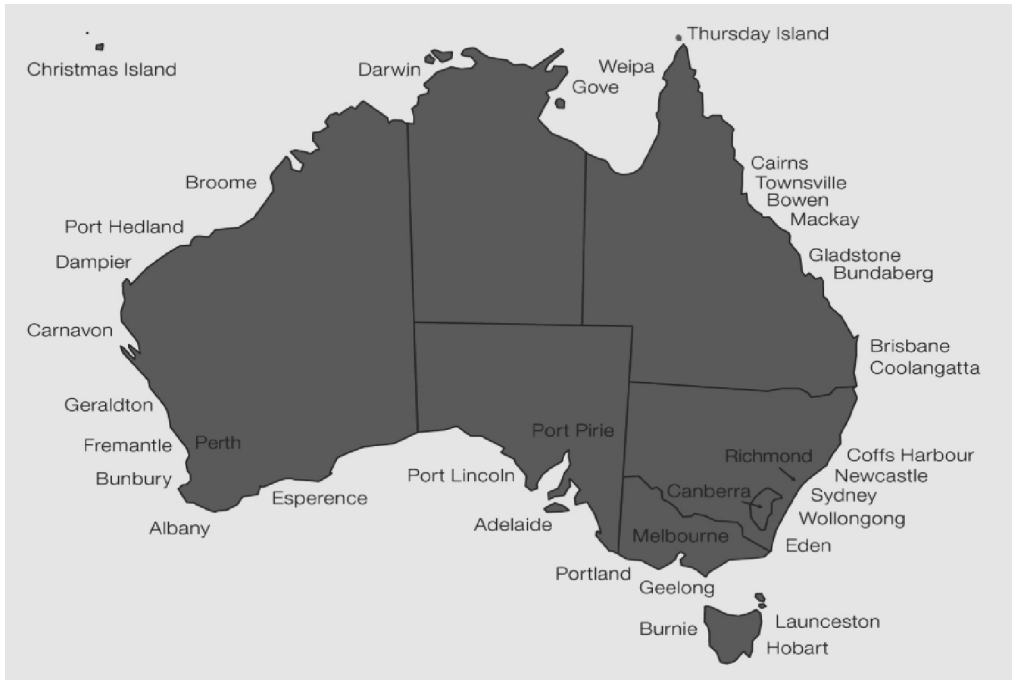 Thursday Island
Christmas Island
Darwin
Weipa
Gove
Cairns
Broome
Townsville
Bowen
Mackay
Port Hedland
Gladstone
Dampier
Bundaberg
Carnavon
Brisbane
Coolangatta
Geraldton
Port Pirie
Fremantle
Perth
Richmond
Coffs Harbour
Bunbury
Port Lincoln
Newcastle
Esperence
Canberra
Sydney
Albany
Adelaide
Wollongong
Melbourne
Eden
Portland
Geelong
Launceston
Burnie
Hobart